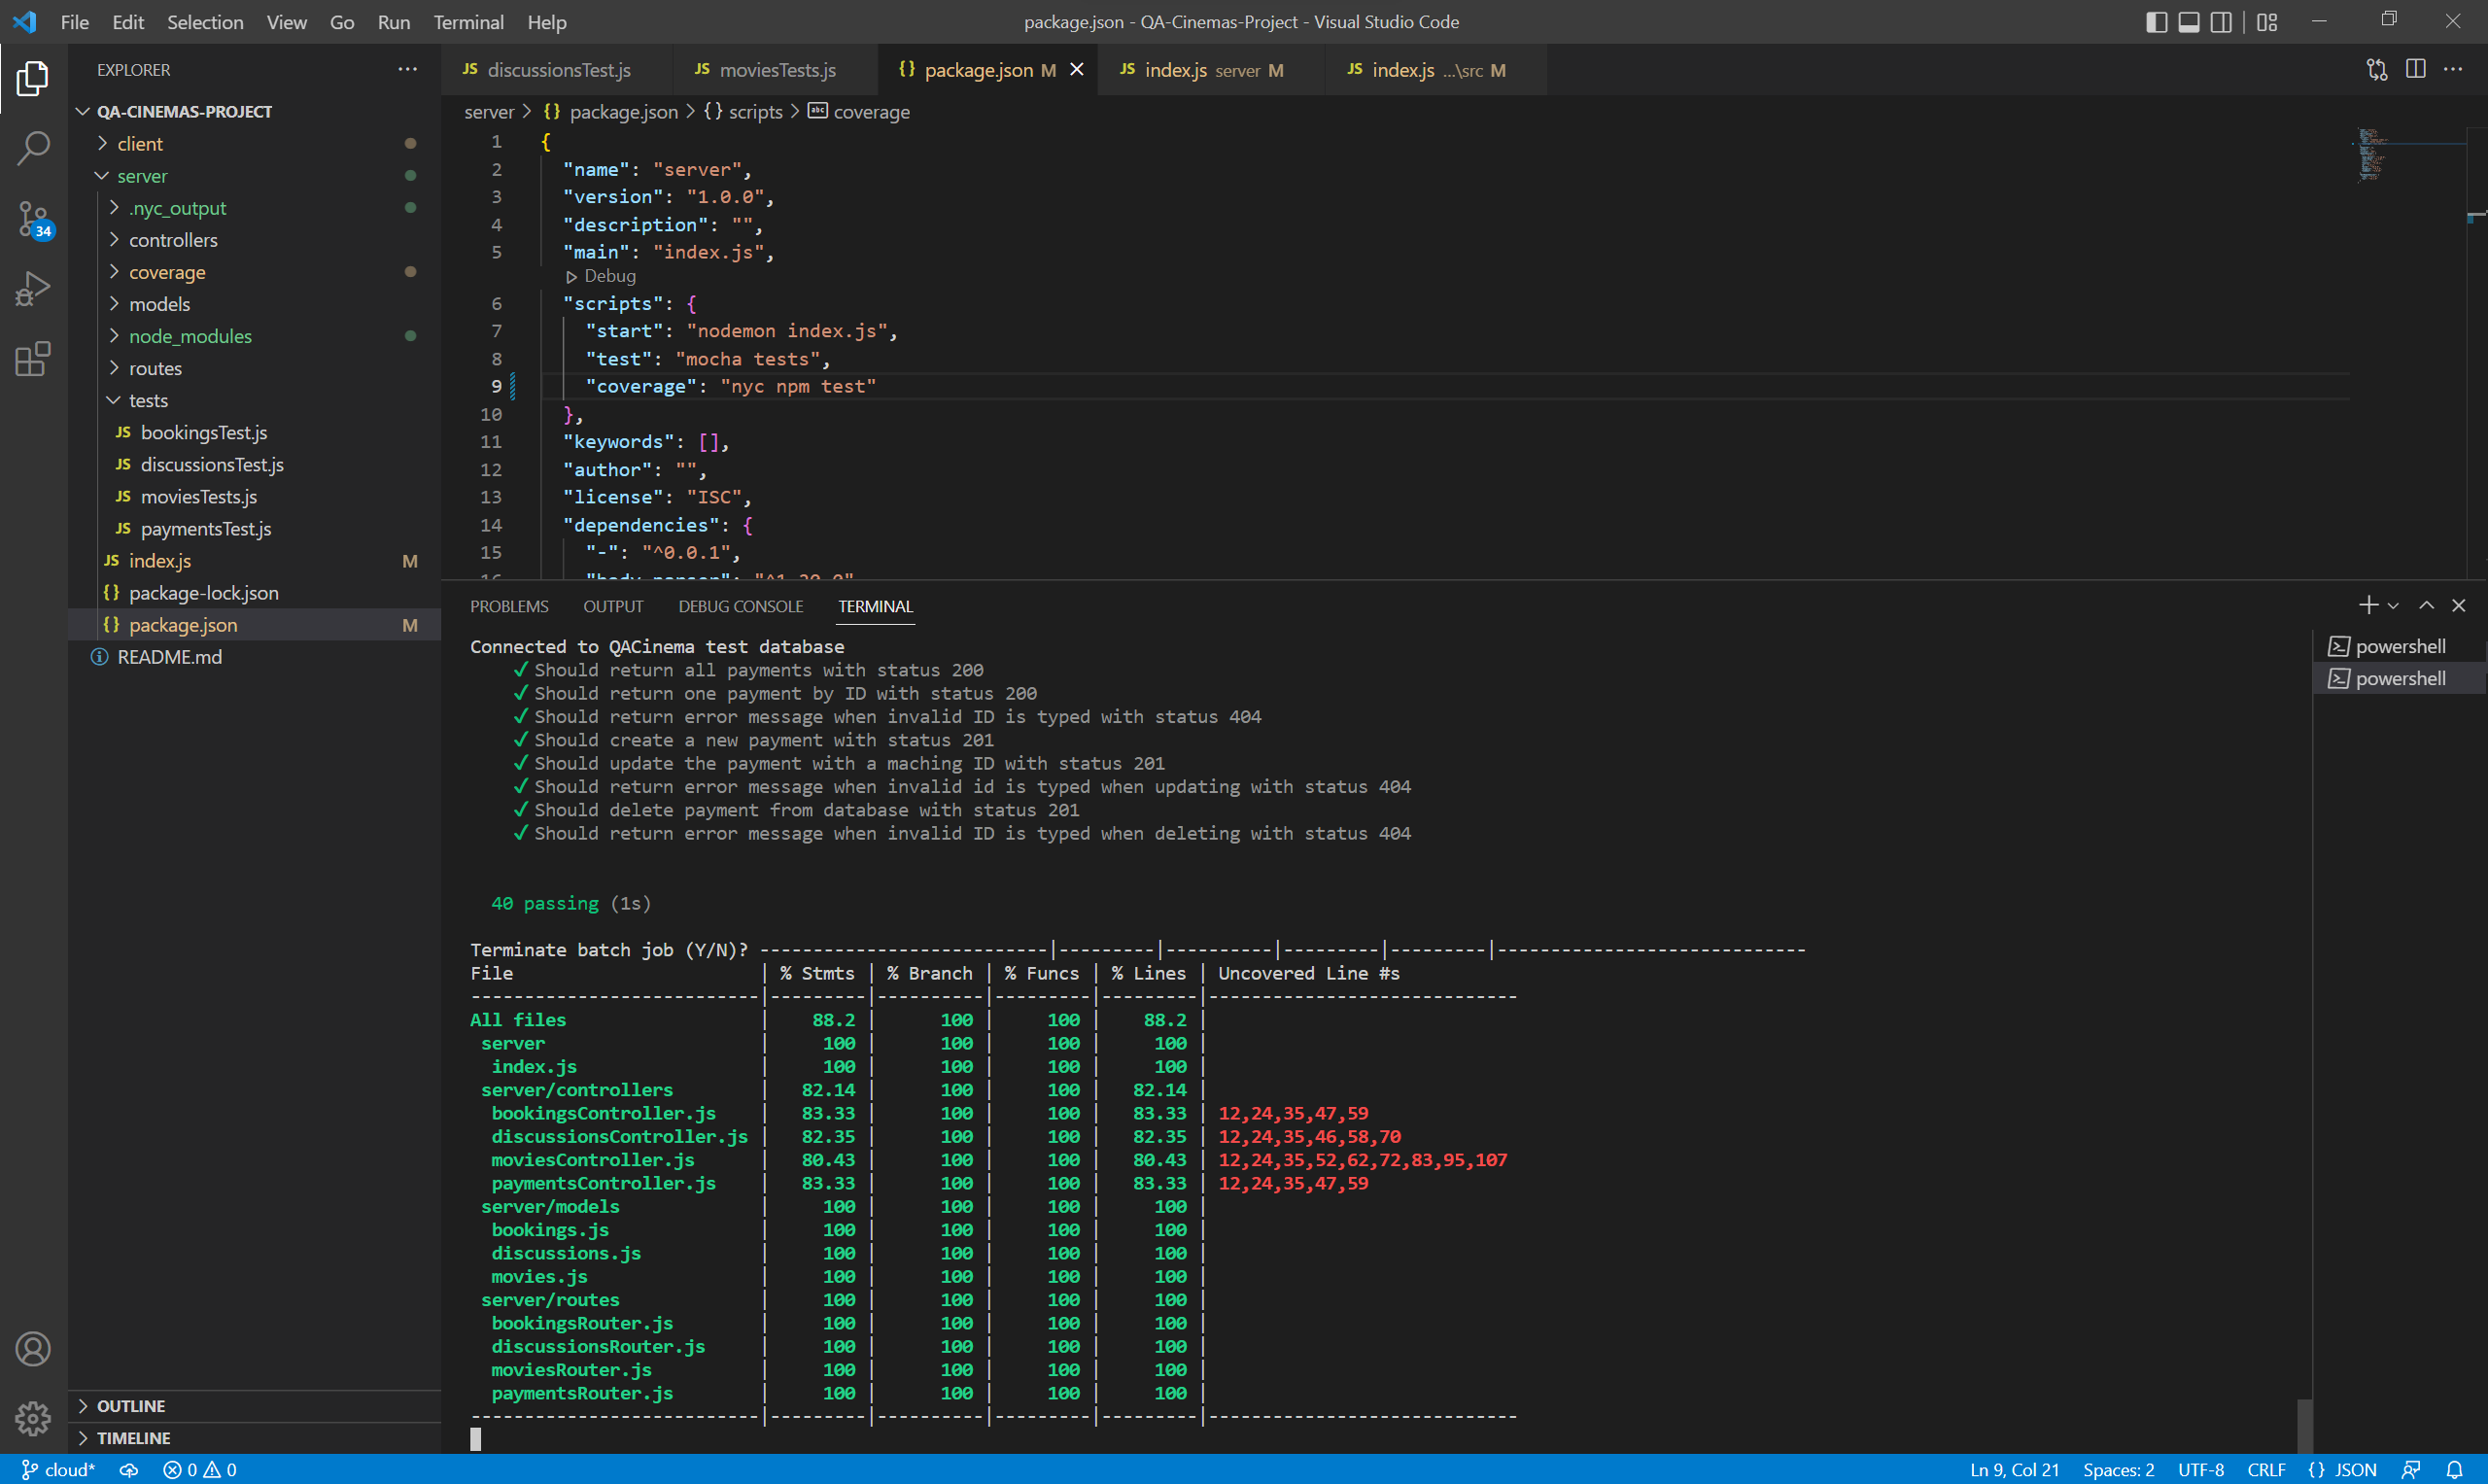 File Edit Selection View Go Run Terminal Help
package.json - QA-Cinemas-Project - Visual Studio Code
EXPLORER
QA-CINEMAS-PROJECT
client
server
.nyc_output
controllers
coverage
models
node_modules
routes
tests
JS bookingsTest.js
JS discussionsTest.js
JS moviesTests.js
JS paymentsTest.js
JS index.js M
{} package-lock.json
{} package.json M
README.md
OUTLINE
TIMELINE
34
JS discussionsTest.js JS moviesTests.js {} package.json M JS index.js server M JS index.js ...\src M
server > {} package.json > {} scripts > abc coverage
1 {
2 "name": "server",
3 "version": "1.0.0",
4 "description": "",
5 "main": "index.js",
Debug
6 "scripts": {
7 "start": "nodemon index.js",
8 "test": "mocha tests",
9 "coverage": "nyc npm test"
10 },
11 "keywords": [],
12 "author": "",
13 "license": "ISC",
14 "dependencies": {
15 "-": "^0.0.1",
PROBLEMS OUTPUT DEBUG CONSOLE TERMINAL
powershell
powershell
Connected to QACinema test database
✓ Should return all payments with status 200
✓ Should return one payment by ID with status 200
✓ Should return error message when invalid ID is typed with status 404
✓ Should create a new payment with status 201
✓ Should update the payment with a maching ID with status 201
✓ Should return error message when invalid id is typed when updating with status 404
✓ Should delete payment from database with status 201
✓ Should return error message when invalid ID is typed when deleting with status 404
40 passing (1s)
Terminate batch job (Y/N)? ---------------------------|---------|----------|---------|---------|-----------------------------
File | % Stmts | % Branch | % Funcs | % Lines | Uncovered Line #s
---------------------------|---------|----------|---------|---------|-----------------------------
All files | 88.2 | 100 | 100 | 88.2 |
server | 100 | 100 | 100 | 100 |
index.js | 100 | 100 | 100 | 100 |
server/controllers | 82.14 | 100 | 100 | 82.14 |
bookingsController.js | 83.33 | 100 | 100 | 83.33 | 12,24,35,47,59
discussionsController.js | 82.35 | 100 | 100 | 82.35 | 12,24,35,46,58,70
moviesController.js | 80.43 | 100 | 100 | 80.43 | 12,24,35,52,62,72,83,95,107
paymentsController.js | 83.33 | 100 | 100 | 83.33 | 12,24,35,47,59
server/models | 100 | 100 | 100 | 100 |
bookings.js | 100 | 100 | 100 | 100 |
discussions.js | 100 | 100 | 100 | 100 |
movies.js | 100 | 100 | 100 | 100 |
server/routes | 100 | 100 | 100 | 100 |
bookingsRouter.js | 100 | 100 | 100 | 100 |
discussionsRouter.js | 100 | 100 | 100 | 100 |
moviesRouter.js | 100 | 100 | 100 | 100 |
paymentsRouter.js | 100 | 100 | 100 | 100 |
---------------------------|---------|----------|---------|---------|-----------------------------
cloud* 0 0 Ln 9, Col 21 Spaces: 2 UTF-8 CRLF {} JSON